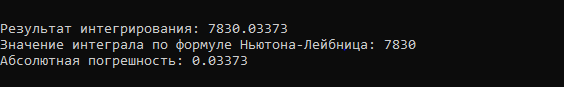 Результат интегрирования: 7830.03373
Значение интеграла по формуле Ньютона-Лейбница: 7830
Абсолютная погрешность: 0.03373